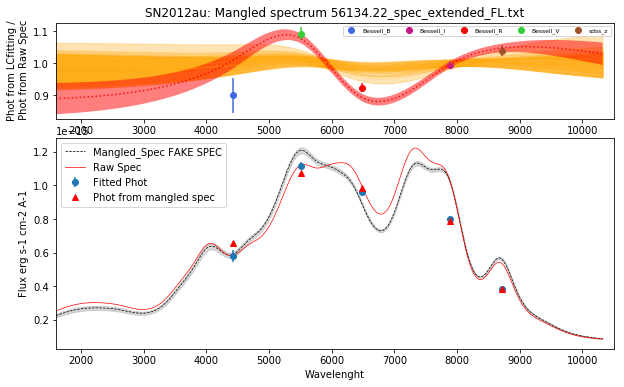 SN2012au: Mangled spectrum 56134.22_spec_extended_FL.txt
Phot from LCfitting /
Phot from Raw Spec
1.1
1.0
0.9
Bessell_B
Bessell_I
Bessell_R
Bessell_V
sdss_z
2000 3000 4000 5000 6000 7000 8000 9000 10000
Flux erg s-1 cm-2 A-1
1.2
1.0
0.8
0.6
0.4
0.2
Mangled_Spec FAKE SPEC
Raw Spec
Fitted Phot
Phot from mangled spec
2000 3000 4000 5000 6000 7000 8000 9000 10000
Wavelenght